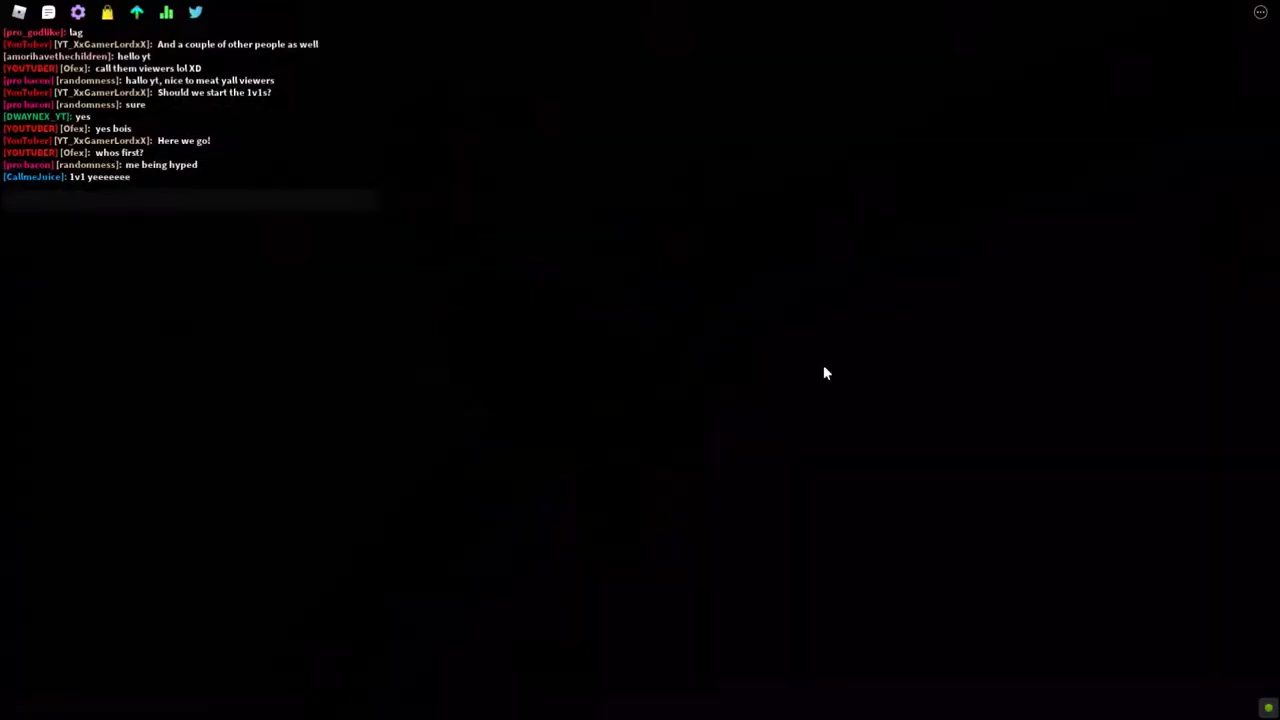 [pro_godlike]: lag
[YouTuber] [YT_XxGamerLordxX]: And a couple of other people as well
[amorihavethechildren]: hello yt
[YOUTUBER] [Ofex]: call them viewers lol XD
[pro bacon] [randomness]: hallo yt, nice to meat yall viewers
[YouTuber] [YT_XxGamerLordxX]: Should we start the 1v1s?
[pro bacon] [randomness]: sure
[DWAYNEX_YT]: yes
[YOUTUBER] [Ofex]: yes bois
[YouTuber] [YT_XxGamerLordxX]: Here we go!
[YOUTUBER] [Ofex]: whos first?
[pro bacon] [randomness]: me being hyped
[CallmeJuice]: 1v1 yeeeeeee